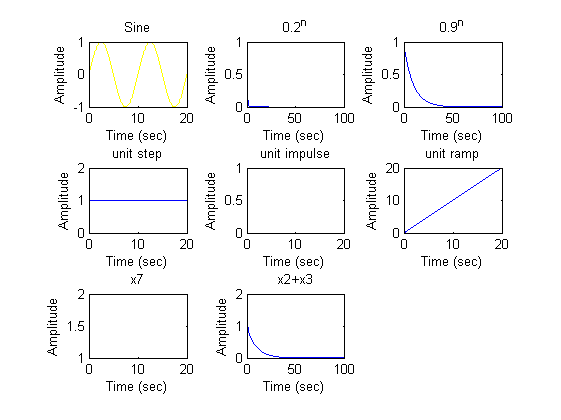 Sine
0.2^n
0.9^n
Amplitude
1
0
-1
0 10 20
Time (sec)
Amplitude
1
0.5
0
0 50 100
Time (sec)
Amplitude
1
0.5
0
0 50 100
Time (sec)
unit step
unit impulse
unit ramp
Amplitude
2
1
0
0 10 20
Time (sec)
Amplitude
1
0.5
0
0 10 20
Time (sec)
Amplitude
20
10
0
0 10 20
Time (sec)
x7
x2+x3
Amplitude
2
1.5
1
0 10 20
Time (sec)
Amplitude
2
1
0
0 50 100
Time (sec)